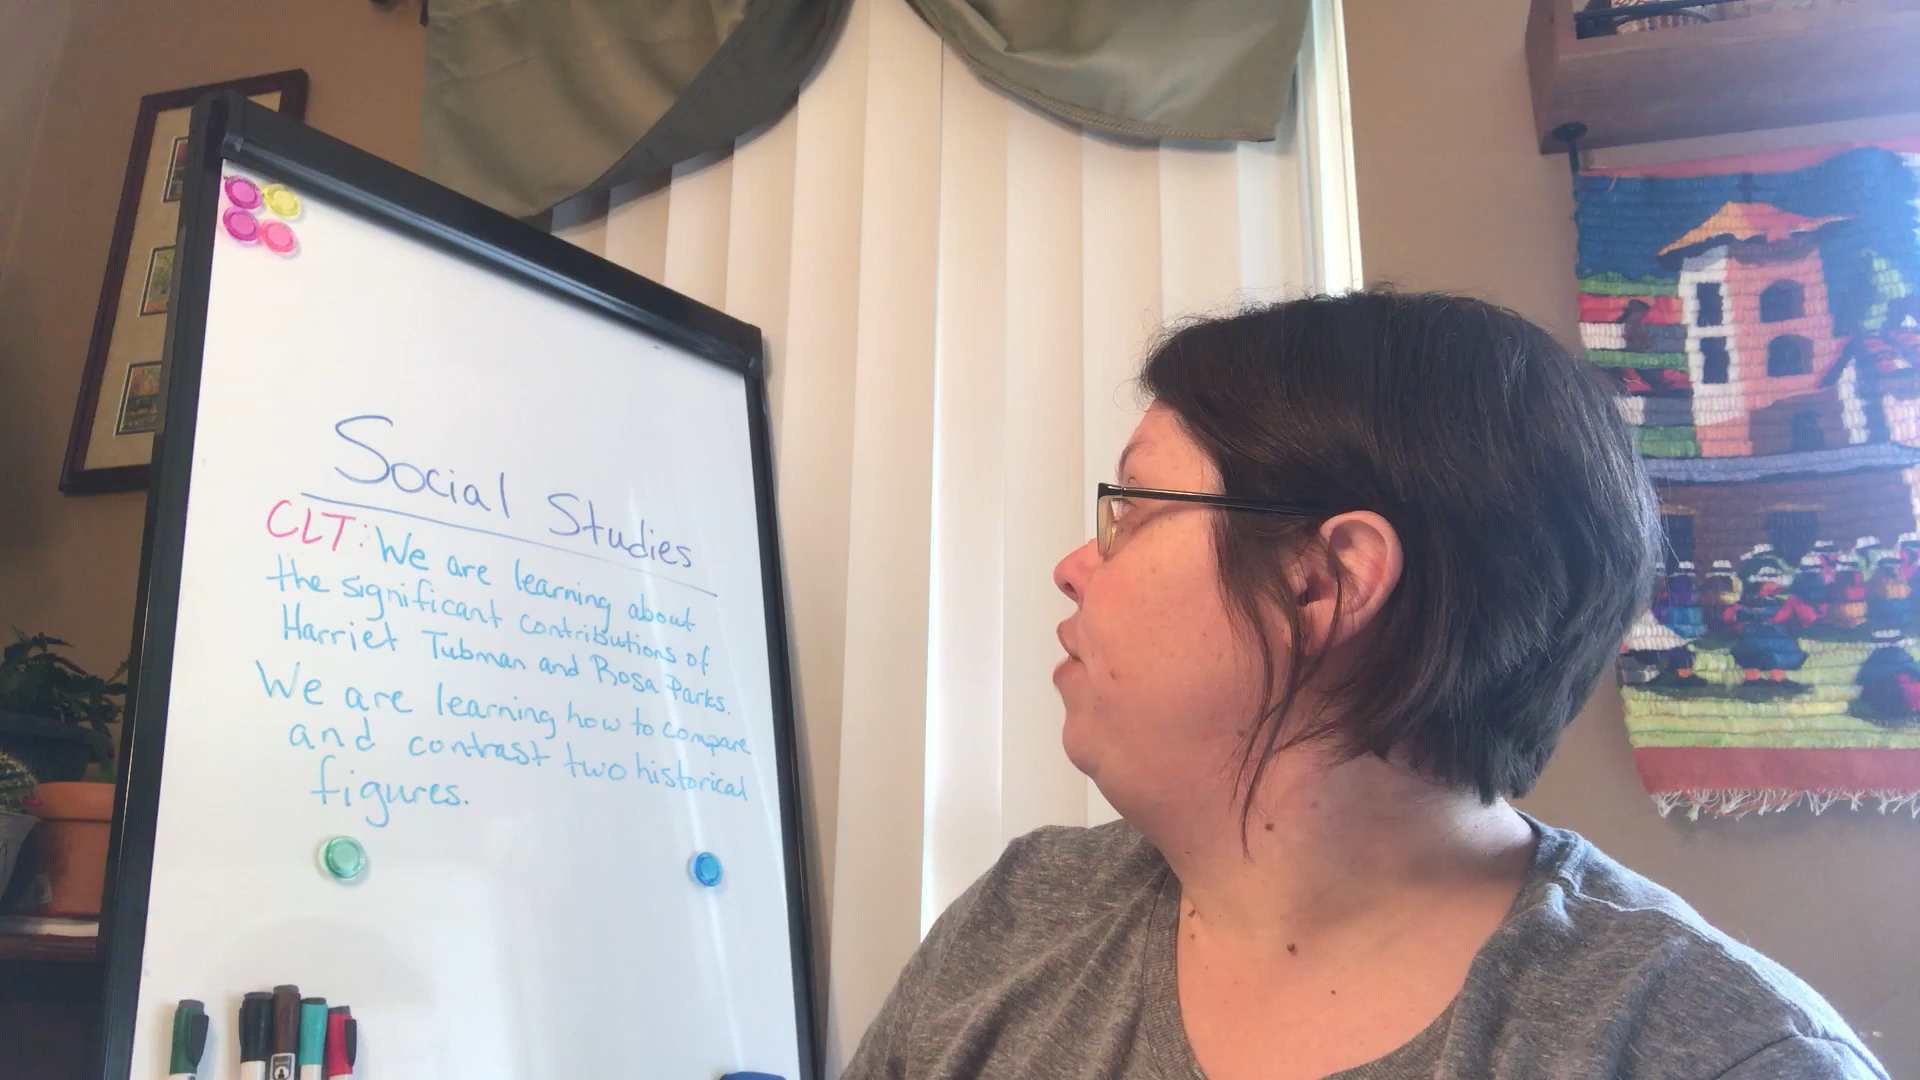 Social Studies
CLT: We are learning about
the significant contributions of
Harriet Tubman and Rosa Parks.
We are learning how to compare
and contrast two historical
figures.